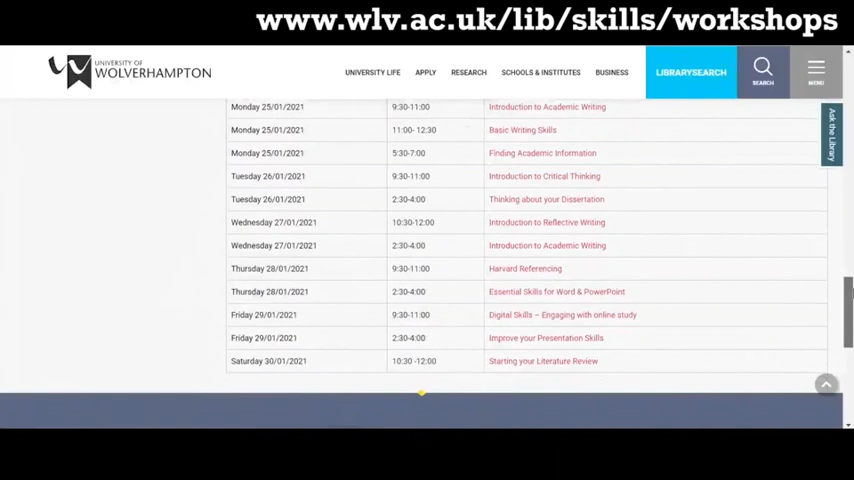 www.wlv.ac.uk/lib/skills/workshops
UNIVERSITY OF
WOLVERHAMPTON
UNIVERSITY LIFE APPLY RESEARCH SCHOOLS & INSTITUTES BUSINESS LIBRARYSEARCH SEARCH MENU
Ask the Library
Monday 25/01/2021 9:30-11:00 Introduction to Academic Writing
Monday 25/01/2021 11:00- 12:30 Basic Writing Skills
Monday 25/01/2021 5:30-7:00 Finding Academic Information
Tuesday 26/01/2021 9:30-11:00 Introduction to Critical Thinking
Tuesday 26/01/2021 2:30-4:00 Thinking about your Dissertation
Wednesday 27/01/2021 10:30-12:00 Introduction to Reflective Writing
Wednesday 27/01/2021 2:30-4:00 Introduction to Academic Writing
Thursday 28/01/2021 9:30-11:00 Harvard Referencing
Thursday 28/01/2021 2:30-4:00 Essential Skills for Word & PowerPoint
Friday 29/01/2021 9:30-11:00 Digital Skills – Engaging with online study
Friday 29/01/2021 2:30-4:00 Improve your Presentation Skills
Saturday 30/01/2021 10:30 -12:00 Starting your Literature Review